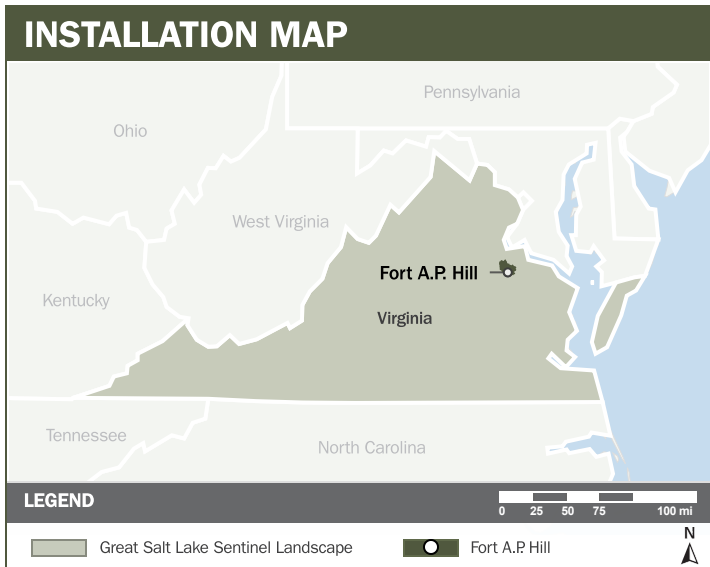 INSTALLATION MAP
Pennsylvania
Ohio
West Virginia
Fort A.P. Hill
Kentucky
Virginia
Tennessee
North Carolina
LEGEND
0 25 50 75 100 mi
Great Salt Lake Sentinel Landscape
Fort A.P. Hill
N